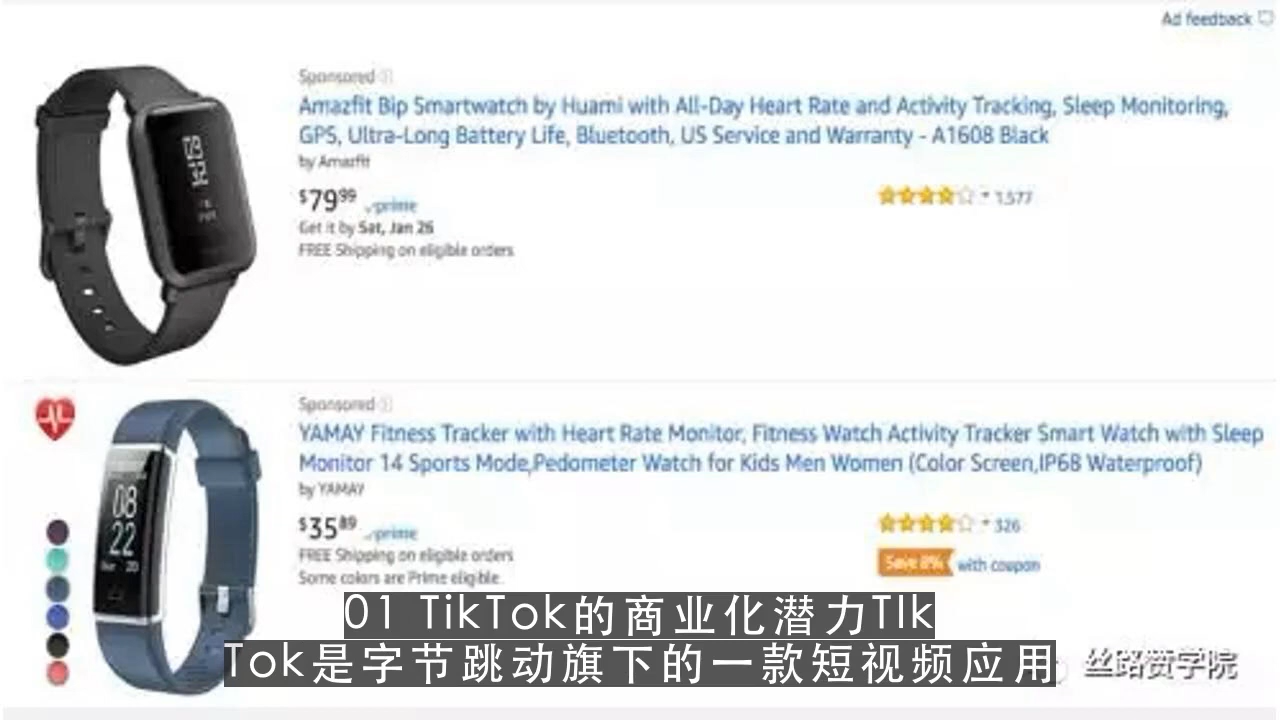 Ad feedback
Sponsored
Amazfit Bip Smartwatch by Huami with All-Day Heart Rate and Activity Tracking, Sleep Monitoring,
GPS, Ultra-Long Battery Life, Bluetooth, US Service and Warranty - A1608 Black
by Amazfit
$79.99 prime
1,577
Get it by Sat, Jan 26
FREE Shipping on eligible orders
Sponsored
YAMAY Fitness Tracker with Heart Rate Monitor, Fitness Watch Activity Tracker Smart Watch with Sleep
Monitor 14 Sports Mode,Pedometer Watch for Kids Men Women (Color Screen,IP68 Waterproof)
by YAMAY
08
22
$35.89 prime
326
FREE Shipping on eligible orders
Save 8% with coupon
Some colors are Prime eligible
01 TikTok的商业化潜力TIk
Tok是字节跳动旗下的一款短视频应用
丝路赞学院